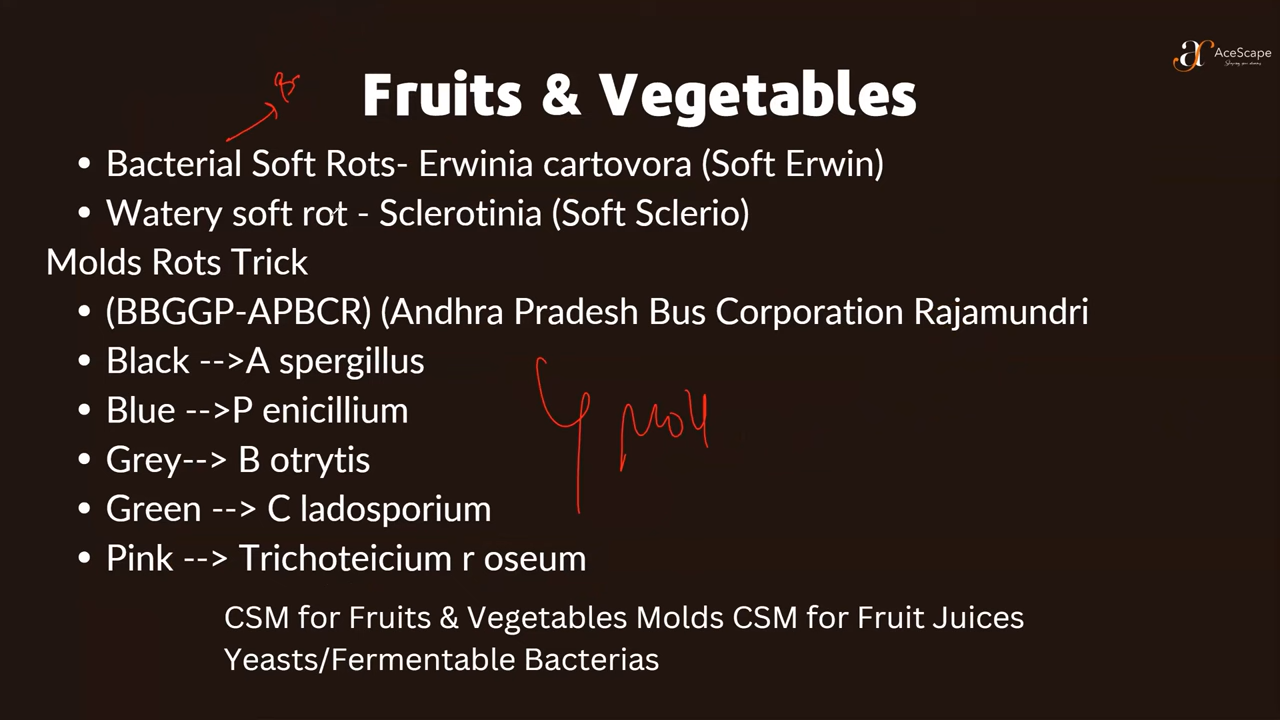 AceScape
Fruits & Vegetables
• Bacterial Soft Rots- Erwinia cartovora (Soft Erwin)
• Watery soft rot - Sclerotinia (Soft Sclerio)
Molds Rots Trick
• (BBGGP-APBCR) (Andhra Pradesh Bus Corporation Rajamundri
• Black -->A spergillus
• Blue -->P enicillium
• Grey--> B otrytis
• Green --> C ladosporium
• Pink --> Trichoteicium r oseum
CSM for Fruits & Vegetables Molds CSM for Fruit Juices
Yeasts/Fermentable Bacterias